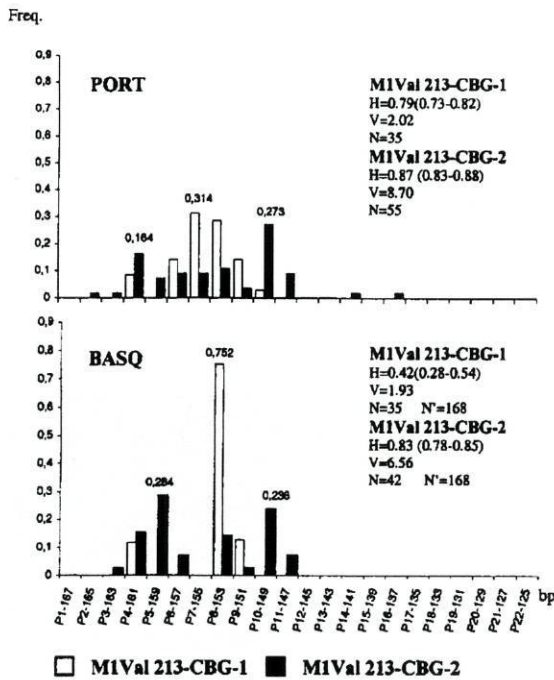 Freq.
0,9
0,8
0,7
0,6
0,5
0,4
0,3
0,2
0,1
0
PORT
0,164
0,314
0,273
M1Val 213-CBG-1
H=0.79(0.73-0.82)
V=2.02
N=35
M1Val 213-CBG-2
H=0.87 (0.83-0.88)
V=8.70
N=55
0,9
0,8
0,7
0,6
0,5
0,4
0,3
0,2
0,1
0
BASQ
0,284
0,752
0,236
M1Val 213-CBG-1
H=0.42(0.28-0.54)
V=1.93
N=35 N'=168
M1Val 213-CBG-2
H=0.83 (0.78-0.85)
V=6.56
N=42 N'=168
P1-167
P2-165
P3-163
P4-161
P5-159
P6-157
P7-155
P8-153
P9-151
P10-149
P11-147
P12-145
P13-143
P14-141
P15-139
P16-137
P17-135
P18-133
P19-131
P20-129
P21-127
P22-125
bp
M1Val 213-CBG-1
M1Val 213-CBG-2